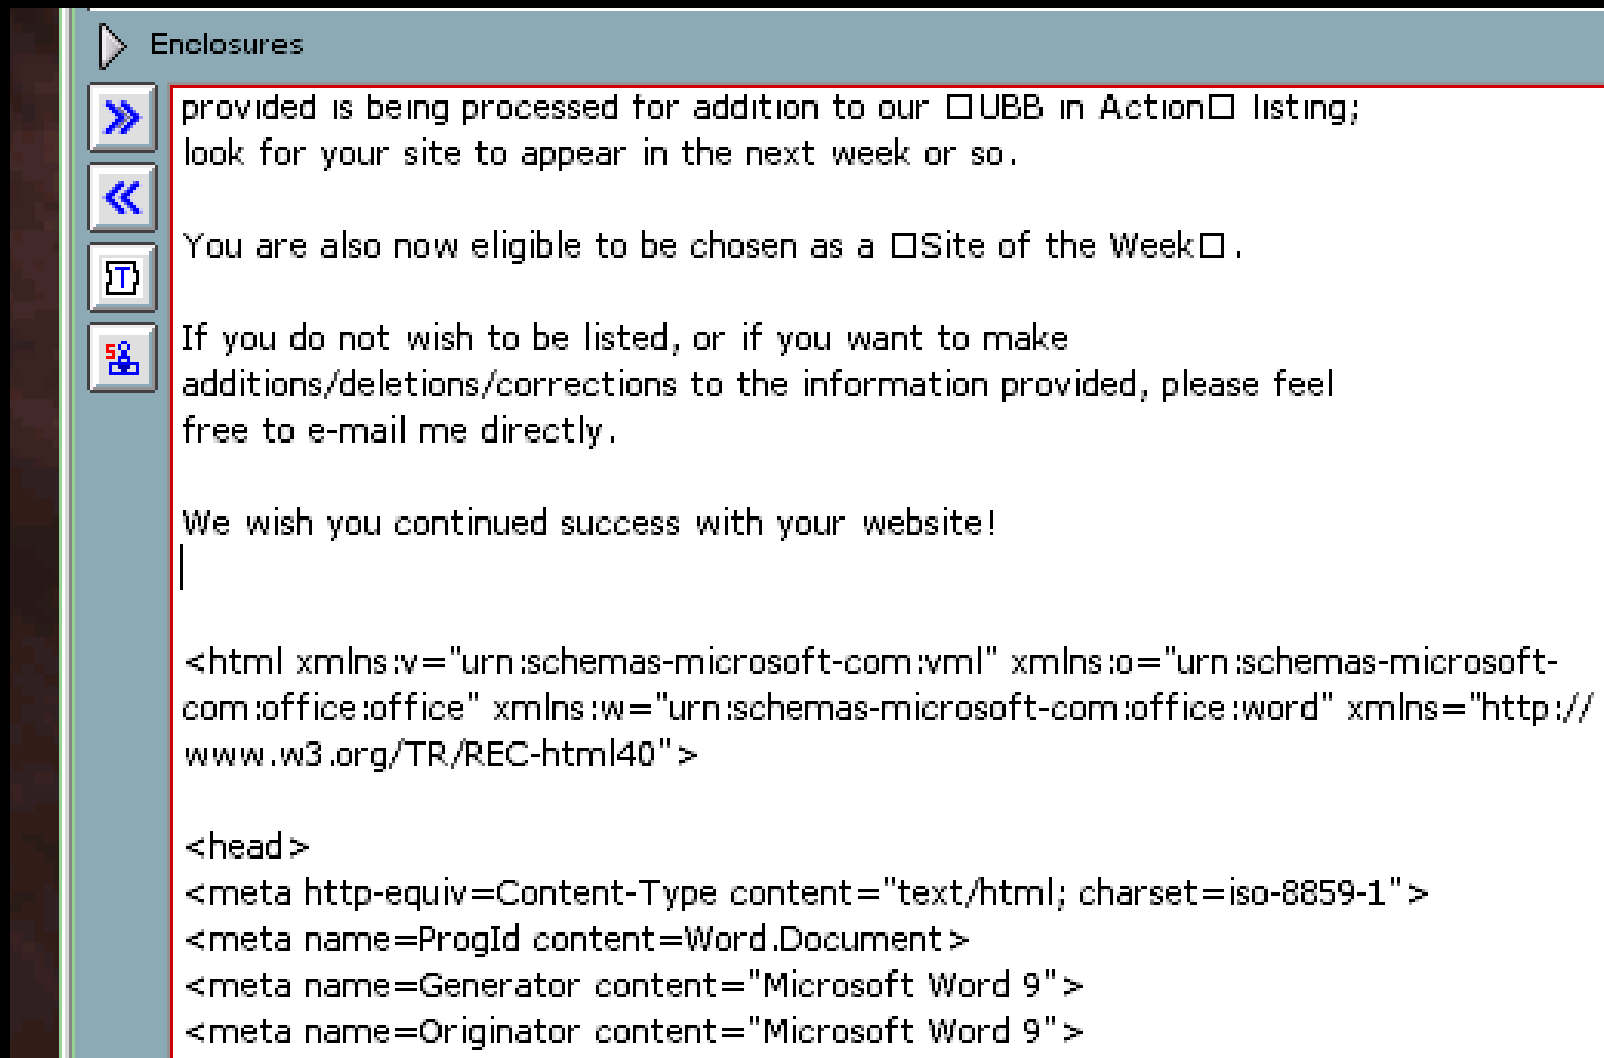 Enclosures
provided is being processed for addition to our □UBB in Action□ listing;
look for your site to appear in the next week or so.
You are also now eligible to be chosen as a □Site of the Week□.
If you do not wish to be listed, or if you want to make
additions/deletions/corrections to the information provided, please feel
free to e-mail me directly.
We wish you continued success with your website!
<html xmlns:v="urn:schemas-microsoft-com:vml" xmlns:o="urn:schemas-microsoft-
com:office:office" xmlns:w="urn:schemas-microsoft-com:office:word" xmlns="http://
www.w3.org/TR/REC-html40">
<head>
<meta http-equiv=Content-Type content="text/html; charset=iso-8859-1">
<meta name=ProgId content=Word.Document>
<meta name=Generator content="Microsoft Word 9">
<meta name=Originator content="Microsoft Word 9">